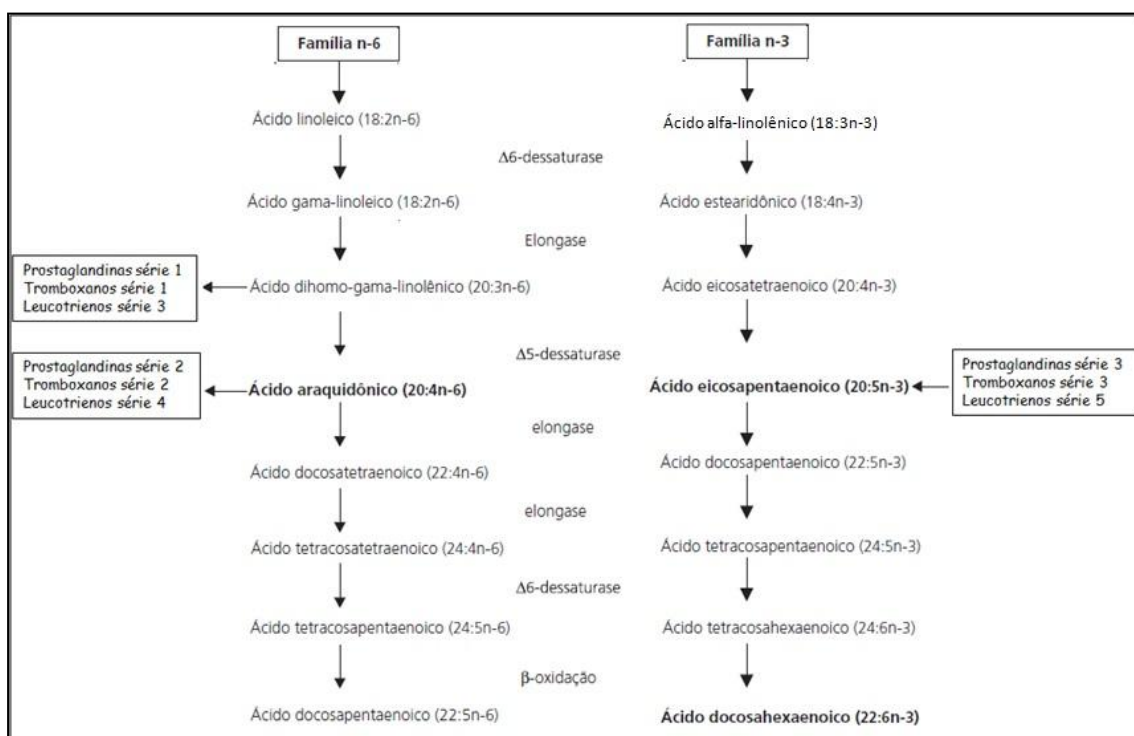 Família n-6
Família n-3
Ácido linoleico (18:2n-6)
Ácido alfa-linolênico (18:3n-3)
Δ6-dessaturase
Ácido gama-linoleico (18:2n-6)
Ácido estearidônico (18:4n-3)
Elongase
Prostaglandinas série 1
Tromboxanos série 1
Leucotrienos série 3
Ácido dihomo-gama-linolênico (20:3n-6)
Ácido eicosatetraenoico (20:4n-3)
Δ5-dessaturase
Prostaglandinas série 2
Tromboxanos série 2
Leucotrienos série 4
Ácido araquidônico (20:4n-6)
Ácido eicosapentaenoico (20:5n-3)
Prostaglandinas série 3
Tromboxanos série 3
Leucotrienos série 5
elongase
Ácido docosatetraenoico (22:4n-6)
Ácido docosapentaenoico (22:5n-3)
elongase
Ácido tetracosatetraenoico (24:4n-6)
Ácido tetracosapentaenoico (24:5n-3)
Δ6-dessaturase
Ácido tetracosapentaenoico (24:5n-6)
Ácido tetracosahexaenoico (24:6n-3)
β-oxidação
Ácido docosapentaenoico (22:5n-6)
Ácido docosahexaenoico (22:6n-3)